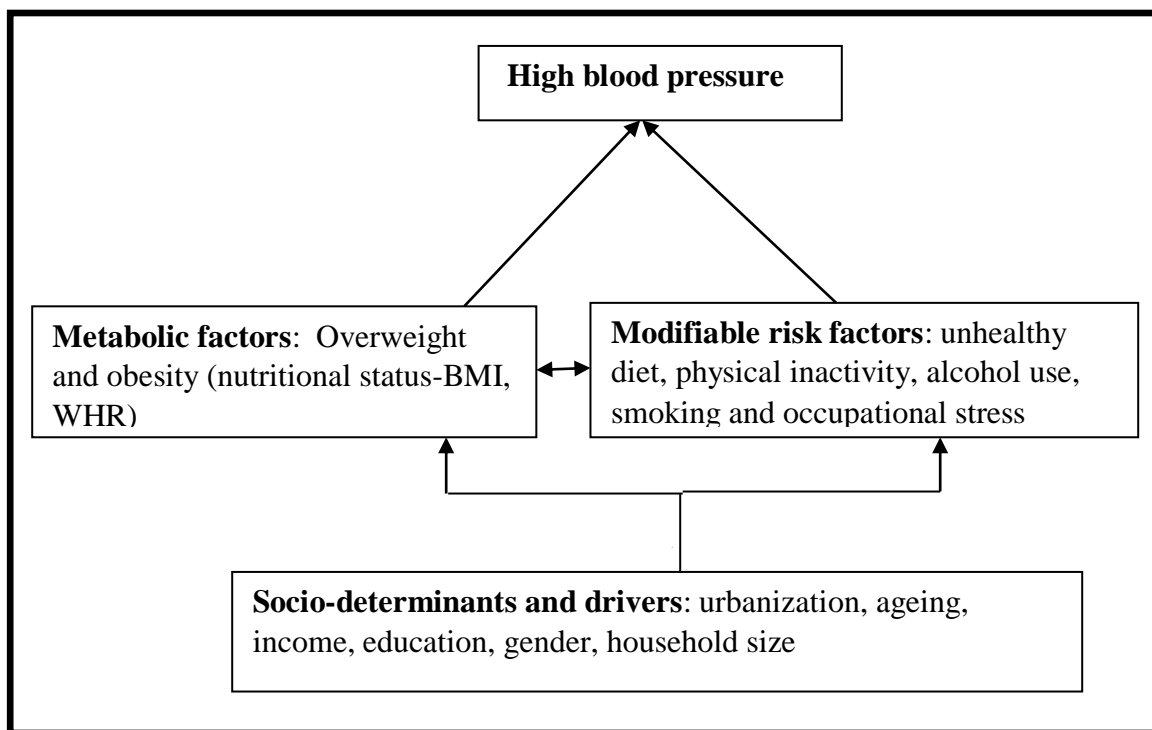 High blood pressure
Metabolic factors:  Overweight
and obesity (nutritional status-BMI,
WHR)
Modifiable risk factors: unhealthy
diet, physical inactivity, alcohol use,
smoking and occupational stress
Socio-determinants and drivers: urbanization, ageing,
income, education, gender, household size